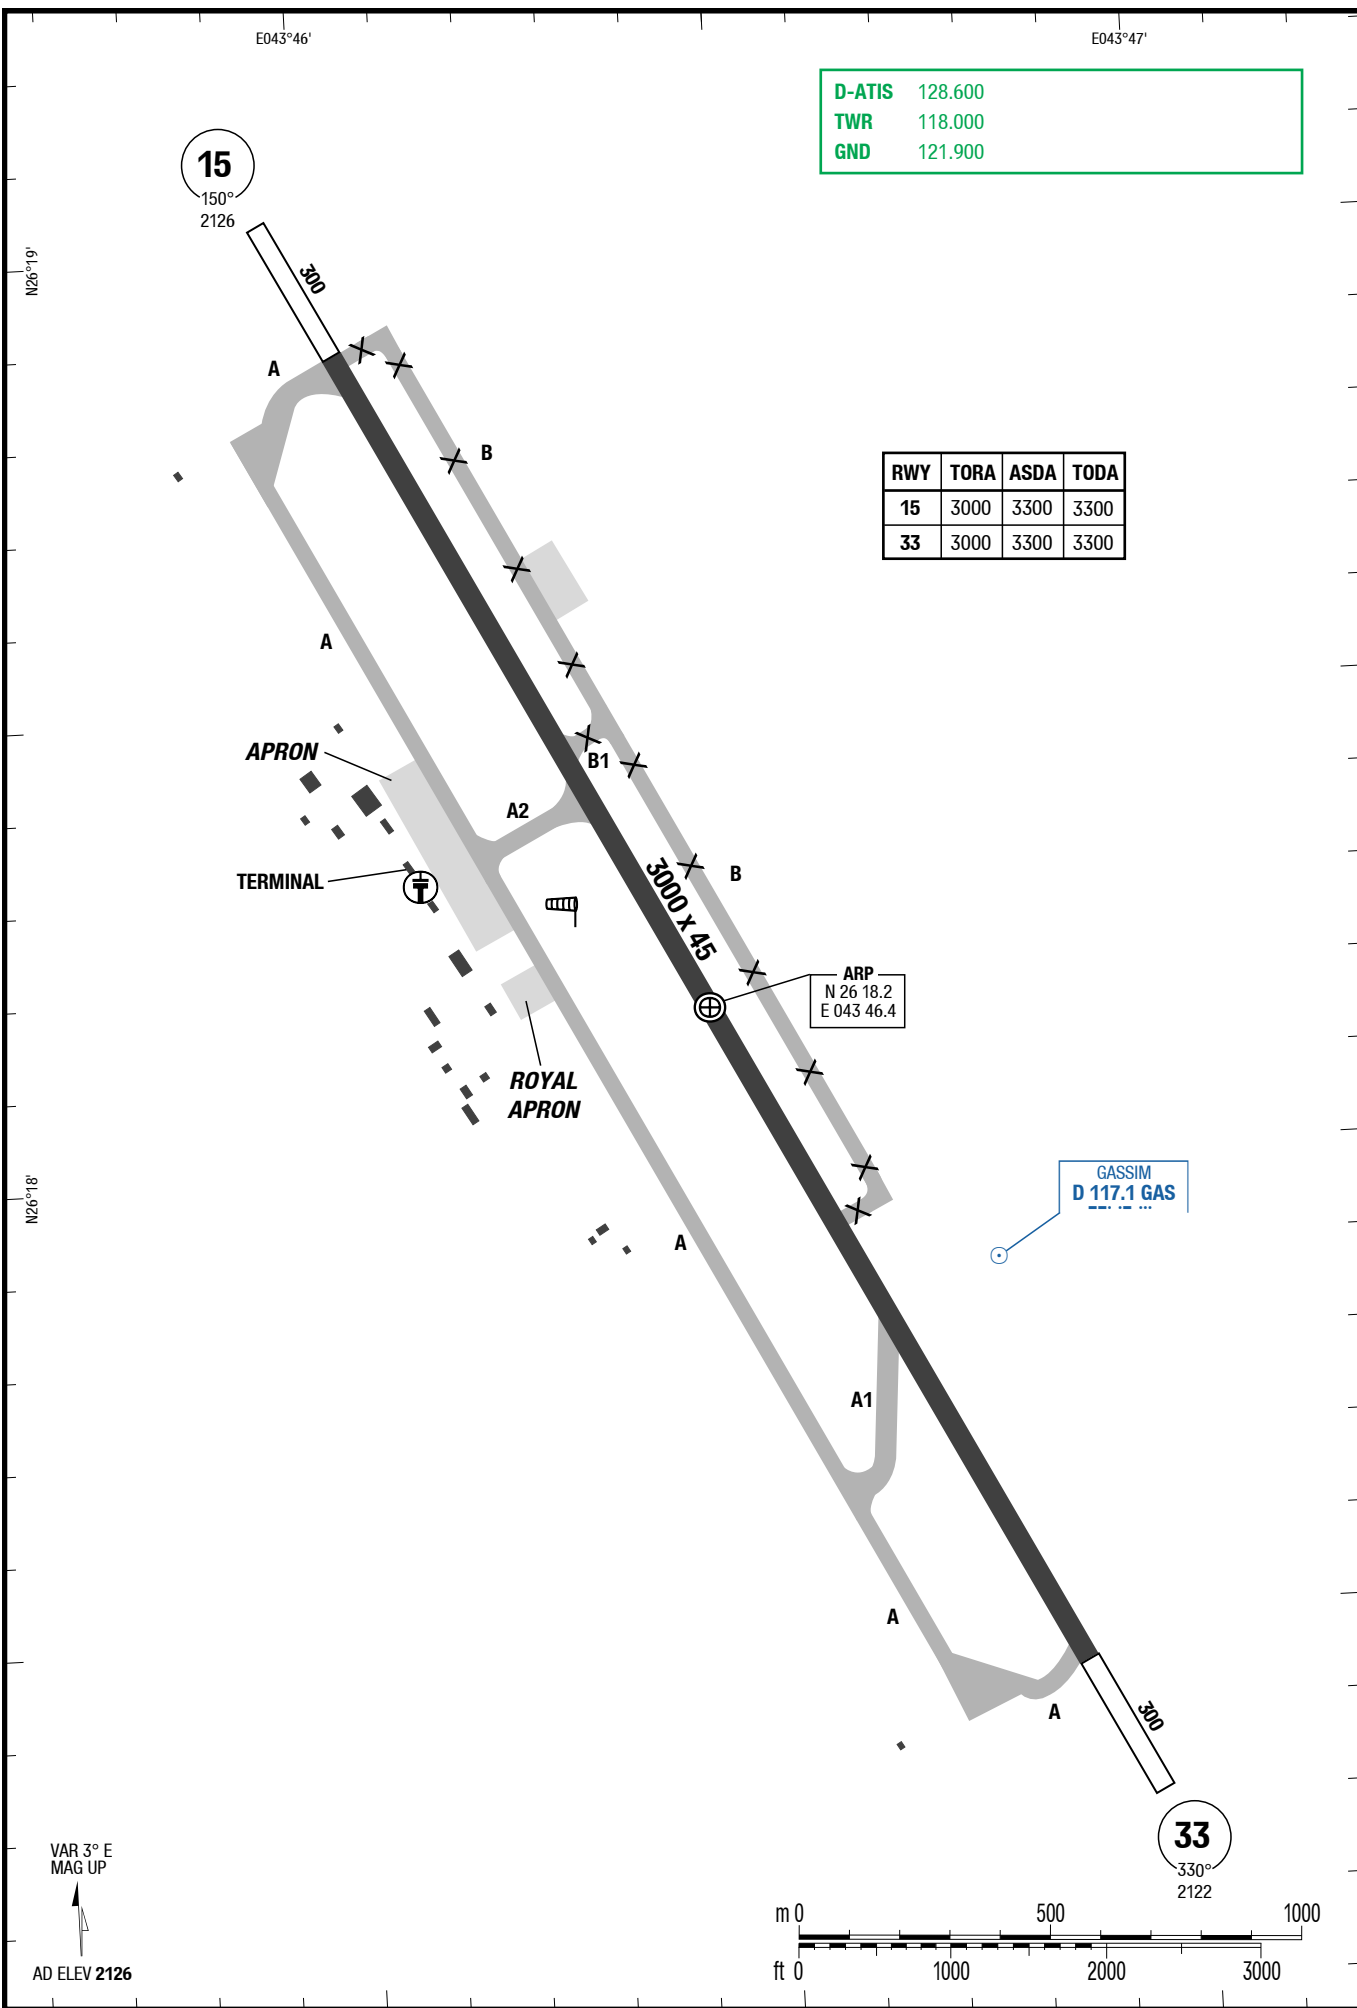 E043°46'
E043°47'
D-ATIS 128.600
TWR 118.000
GND 121.900
15
150°
2126
N26°19'
300
A
B
RWY TORA ASDA TODA
15 3000 3300 3300
33 3000 3300 3300
A
APRON
B1
A2
TERMINAL
B
3000 x 45
ARP
N 26 18.2
E 043 46.4
ROYAL
APRON
N26°18'
GASSIM
D 117.1 GAS
A
A1
A
A
300
33
330°
2122
VAR 3° E
MAG UP
AD ELEV 2126
m 0 500 1000
ft 0 1000 2000 3000